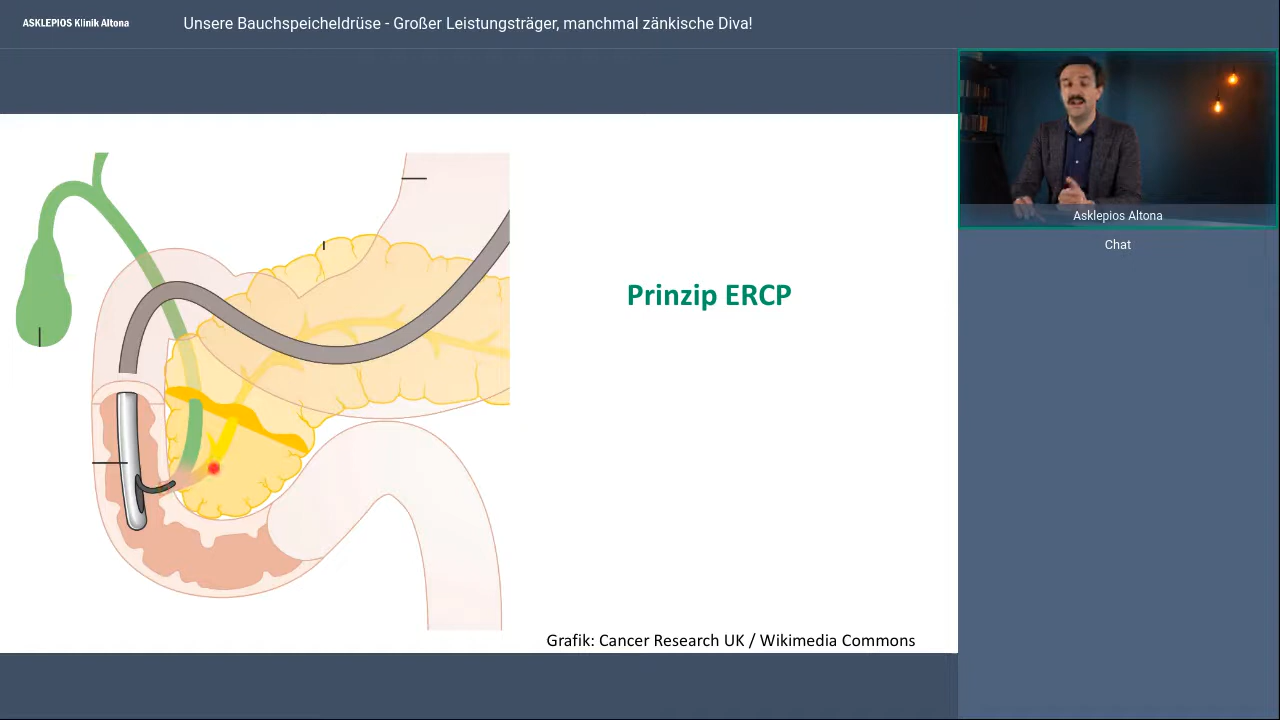 ASKLEPIOS Klinik Altona
Unsere Bauchspeicheldrüse - Großer Leistungsträger, manchmal zänkische Diva!
Asklepios Altona
Chat
Prinzip ERCP
Grafik: Cancer Research UK / Wikimedia Commons